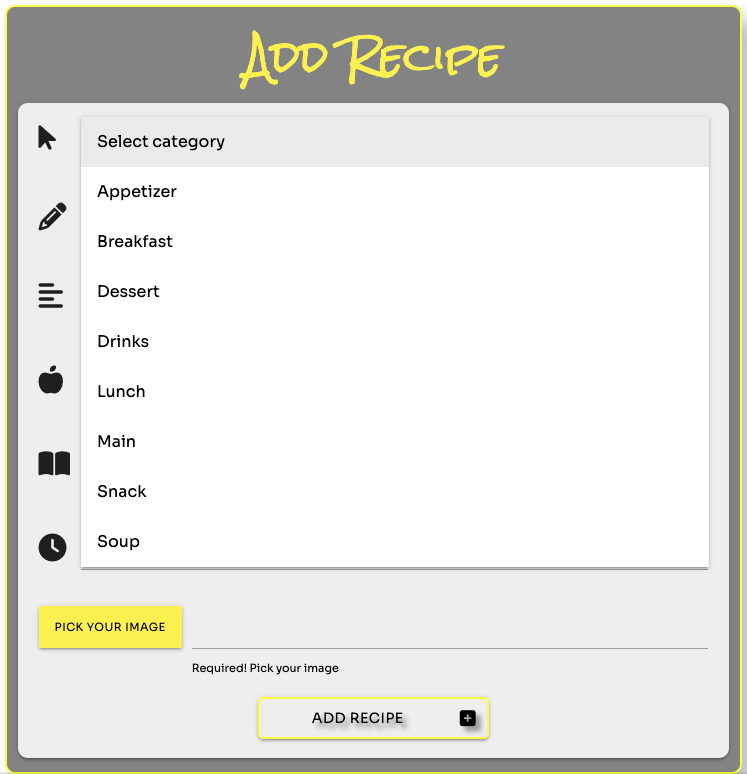 Add Recipe
Select category
Appetizer
Breakfast
Dessert
Drinks
Lunch
Main
Snack
Soup
PICK YOUR IMAGE
Required! Pick your image
ADD RECIPE